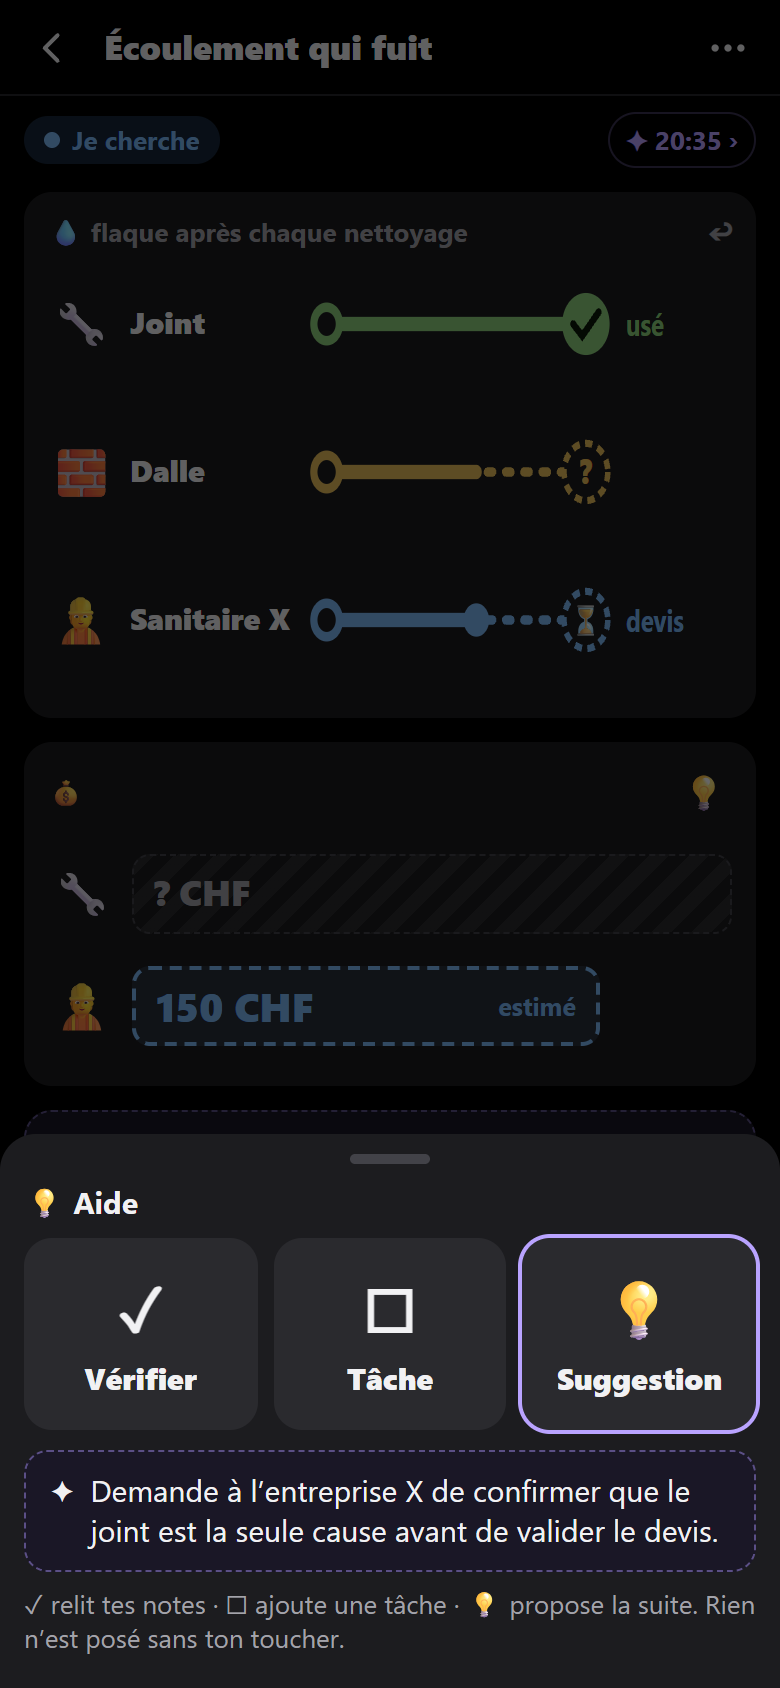 Écoulement qui fuit
Je cherche
✦ 20:35 ›
flaque après chaque nettoyage
Joint
usé
Dalle
?
Sanitaire X
devis
? CHF
150 CHF
estimé
Aide
Vérifier
Tâche
Suggestion
✦ Demande à l’entreprise X de confirmer que le
joint est la seule cause avant de valider le devis.
✓ relit tes notes · ☐ ajoute une tâche · 💡 propose la suite. Rien
n’est posé sans ton toucher.